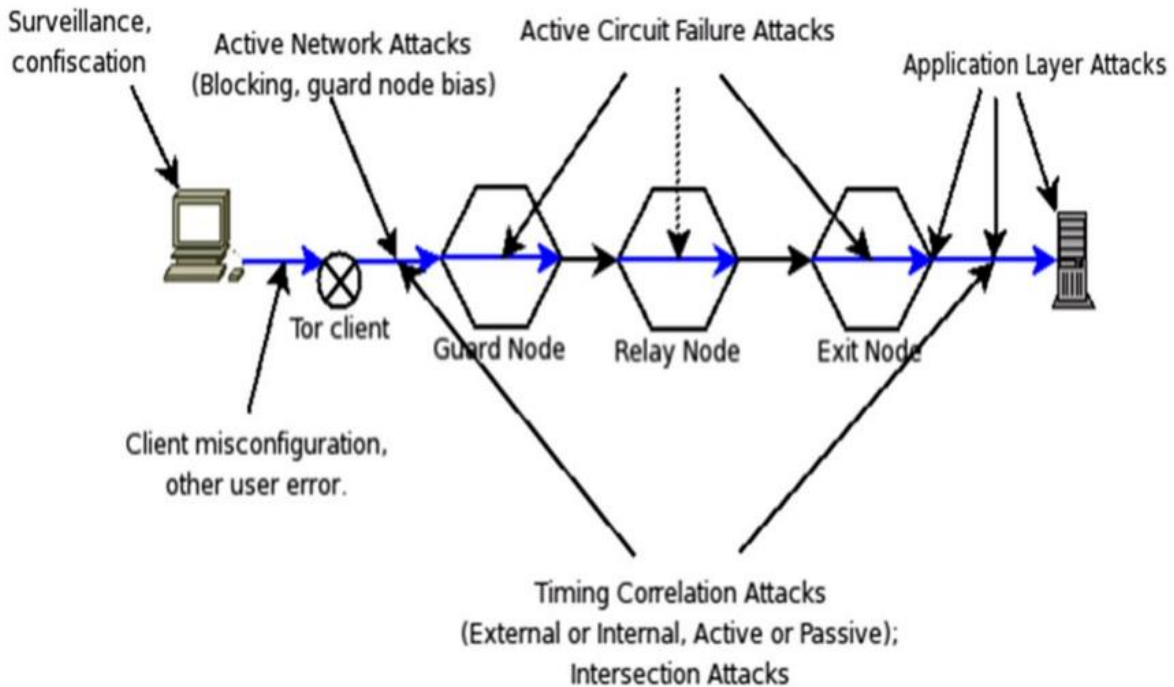 Surveillance,
confiscation
Active Network Attacks
(Blocking, guard node bias)
Active Circuit Failure Attacks
Application Layer Attacks
Tor client
Guard Node
Relay Node
Exit Node
Client misconfiguration,
other user error.
Timing Correlation Attacks
(External or Internal, Active or Passive);
Intersection Attacks